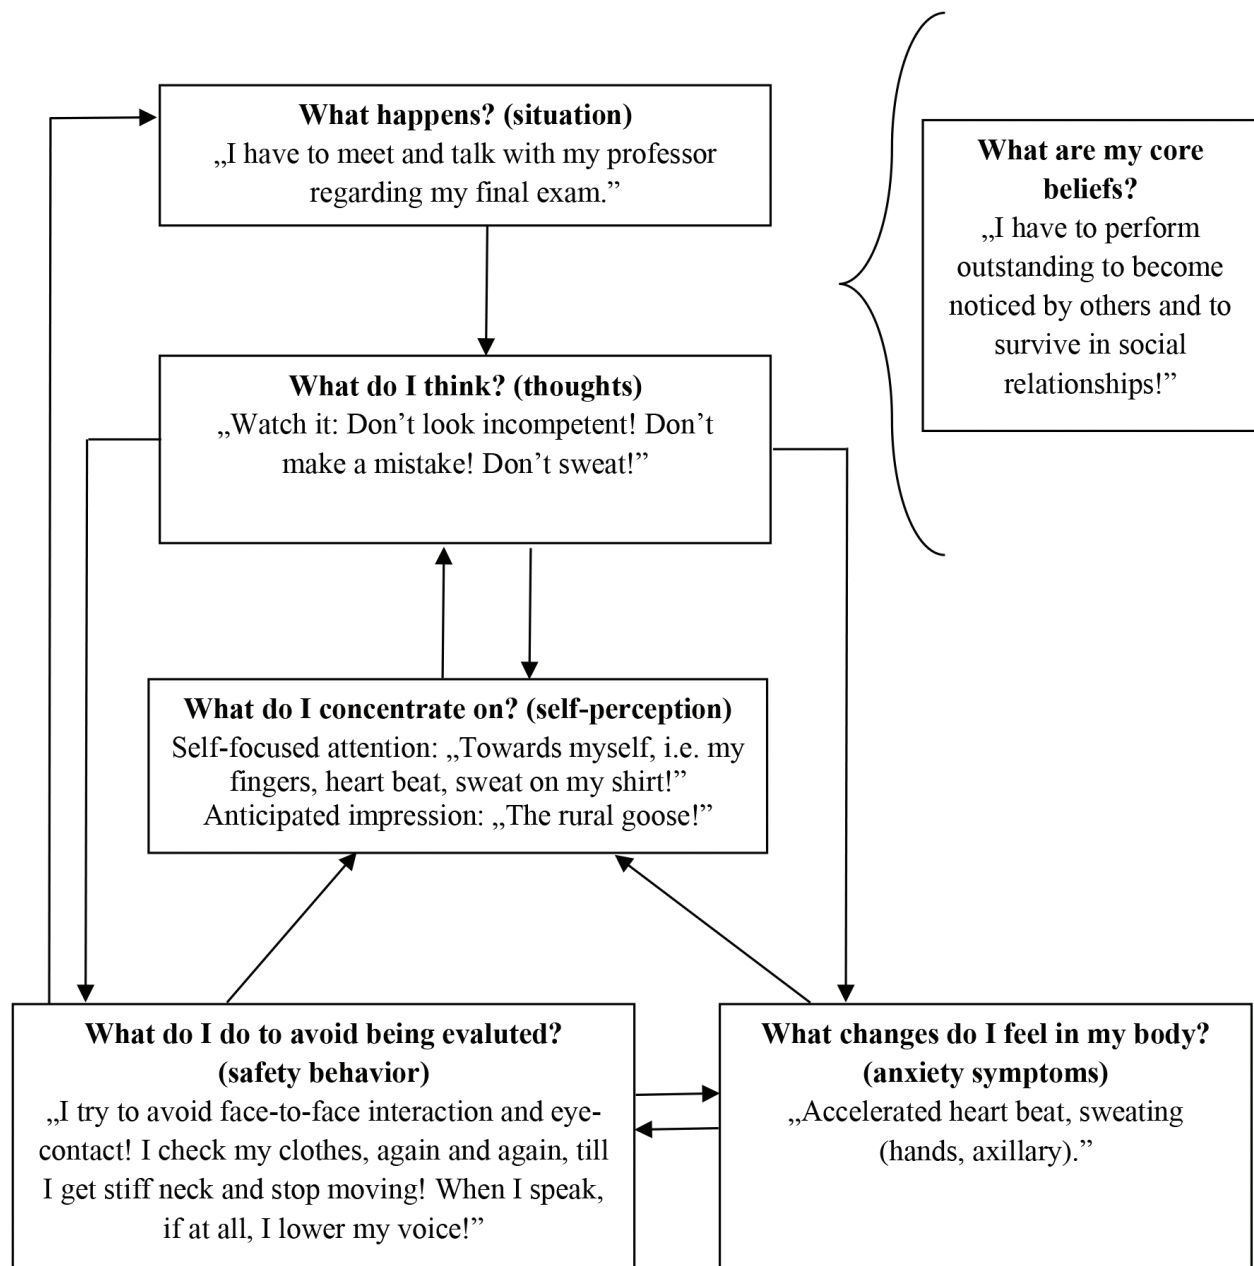 What happens? (situation)
„I have to meet and talk with my professor
regarding my final exam.”
What are my core
beliefs?
„I have to perform
outstanding to become
noticed by others and to
survive in social
relationships!”
What do I think? (thoughts)
„Watch it: Don’t look incompetent! Don’t
make a mistake! Don’t sweat!”
What do I concentrate on? (self-perception)
Self-focused attention: „Towards myself, i.e. my
fingers, heart beat, sweat on my shirt!”
Anticipated impression: „The rural goose!”
What do I do to avoid being evaluted?
(safety behavior)
„I try to avoid face-to-face interaction and eye-
contact! I check my clothes, again and again, till
I get stiff neck and stop moving! When I speak,
if at all, I lower my voice!”
What changes do I feel in my body?
(anxiety symptoms)
„Accelerated heart beat, sweating
(hands, axillary).”